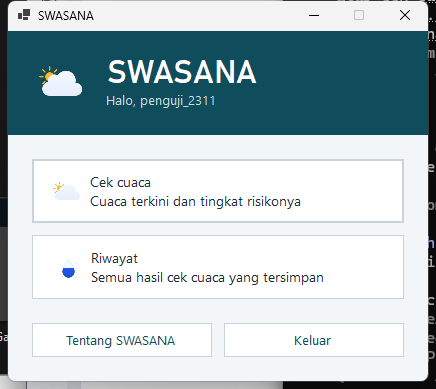 SWASANA
SWASANA
Halo, penguji_2311
Cek cuaca
Cuaca terkini dan tingkat risikonya
Riwayat
Semua hasil cek cuaca yang tersimpan
Tentang SWASANA
Keluar